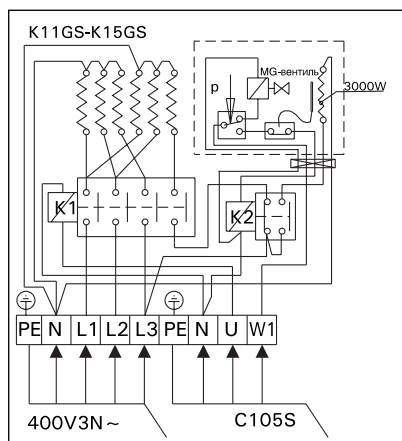 K11GS-K15GS
MG-вентиль
p
3000W
K1
K2
PE N L1 L2 L3 PE N U W1
400V3N~
C105S